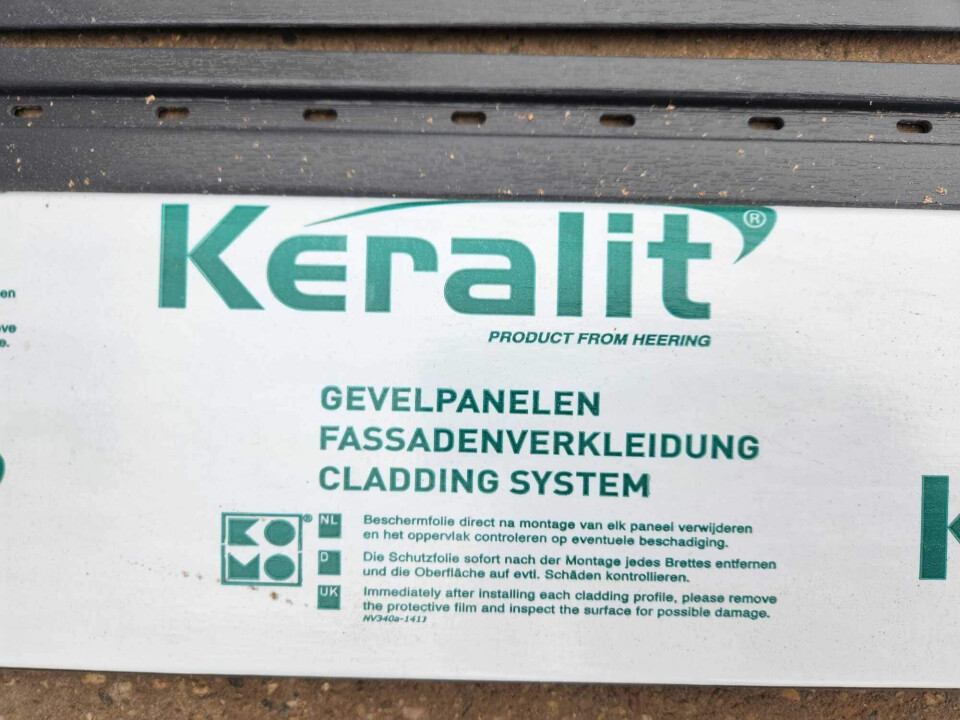 Keralit®
PRODUCT FROM HEERING
GEVELPANELEN
FASSADENVERKLEIDUNG
CLADDING SYSTEM
KOMO®
NL
Beschermfolie direct na montage van elk paneel verwijderen
en het oppervlak controleren op eventuele beschadiging.
D
Die Schutzfolie sofort nach der Montage jedes Brettes entfernen
und die Oberfläche auf evtl. Schäden kontrollieren.
UK
Immediately after installing each cladding profile, please remove
the protective film and inspect the surface for possible damage.